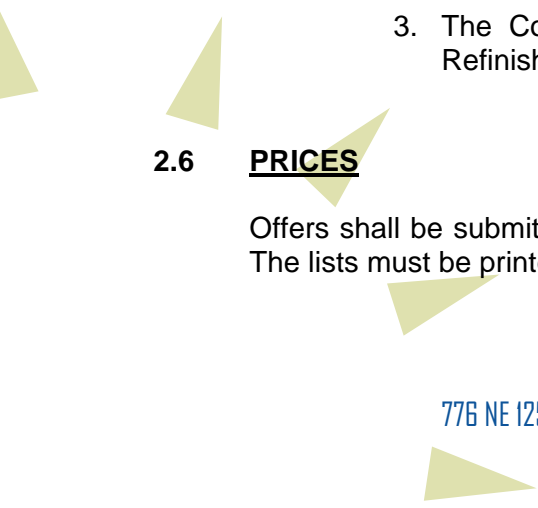 3. The Co
Refinish
2.6 PRICES
Offers shall be submit
The lists must be print
776 NE 12